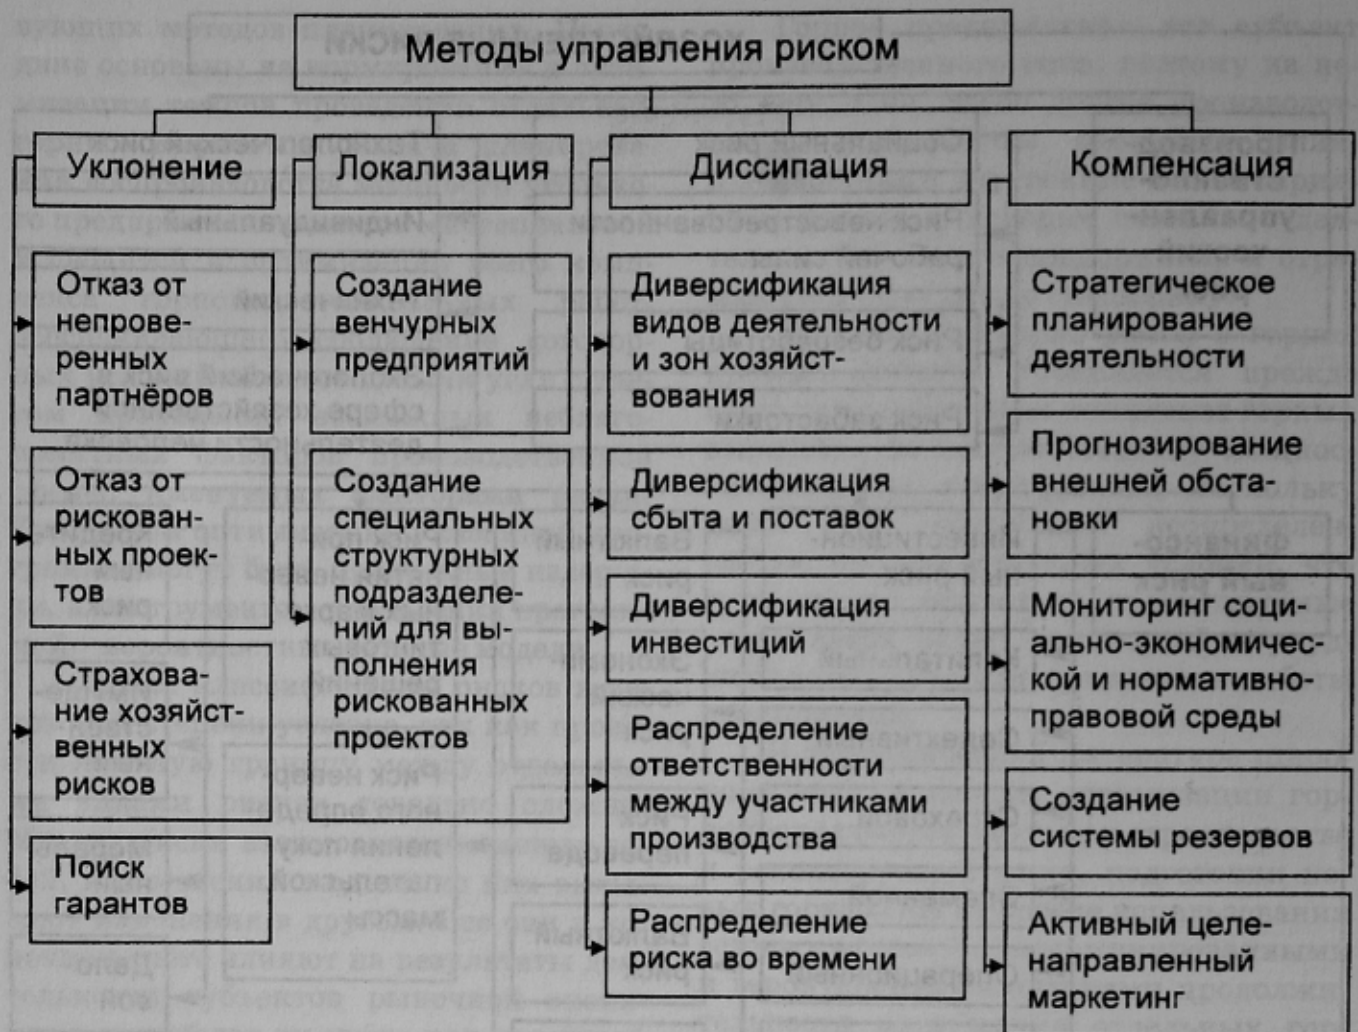 Методы управления риском
Уклонение
Отказ от
непрове-
ренных
партнёров
Отказ от
рискован-
ных проек-
тов
Страхова-
ние хозяйст-
венных
рисков
Поиск
гарантов
Локализация
Создание
венчурных
предприятий
Создание
специальных
структурных
подразделе-
ний для вы-
полнения
рискованных
проектов
Диссипация
Диверсификация
видов деятельности
и зон хозяйст-
вования
Диверсификация
сбыта и поставок
Диверсификация
инвестиций
Распределение
ответственности
между участниками
производства
Распределение
риска во времени
Компенсация
Стратегическое
планирование
деятельности
Прогнозирование
внешней обста-
новки
Мониторинг соци-
ально-экономичес-
кой и нормативно-
правовой среды
Создание
системы резервов
Активный целе-
направленный
маркетинг